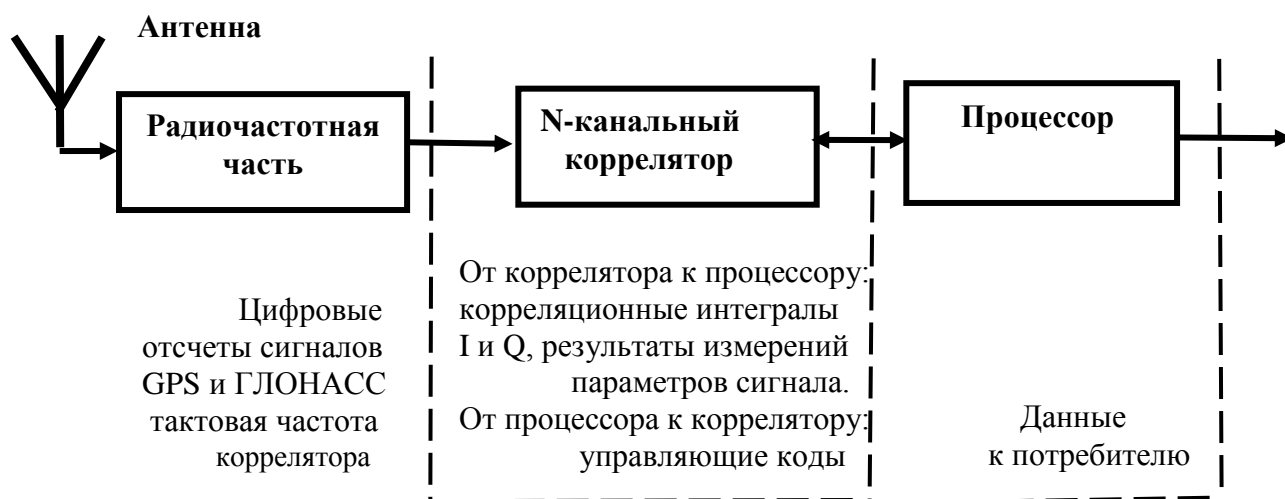 Антенна
Радиочастотная
часть
N-канальный
коррелятор
Процессор
Цифровые
отсчеты сигналов
GPS и ГЛОНАСС
тактовая частота
коррелятора
От коррелятора к процессору:
корреляционные интегралы
I и Q, результаты измерений
параметров сигнала.
От процессора к коррелятору:
управляющие коды
Данные
к потребителю